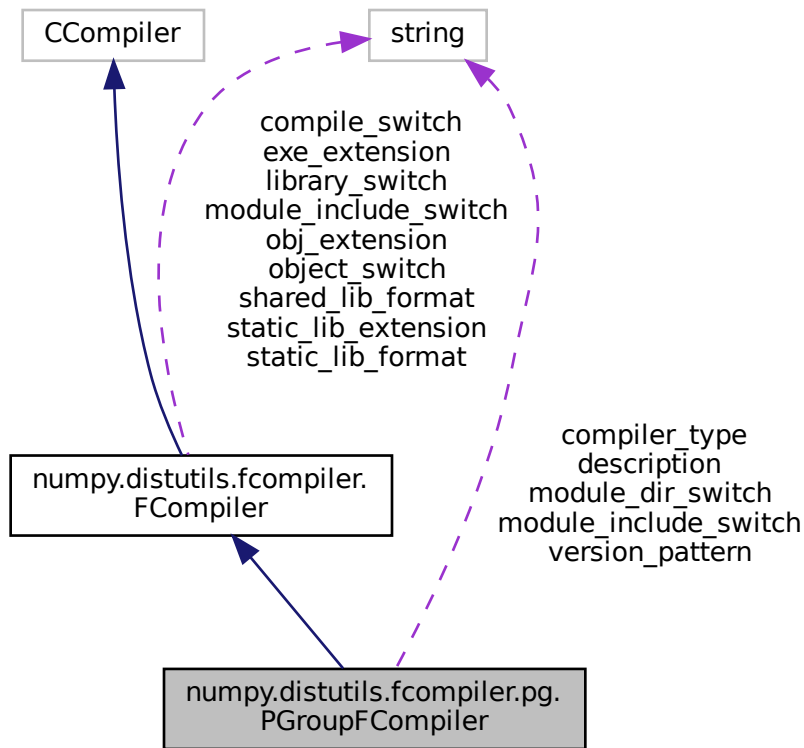 CCompiler
string
compile_switch
exe_extension
library_switch
module_include_switch
obj_extension
object_switch
shared_lib_format
static_lib_extension
static_lib_format
compiler_type
description
module_dir_switch
module_include_switch
version_pattern
numpy.distutils.fcompiler.
FCompiler
numpy.distutils.fcompiler.pg.
PGroupFCompiler